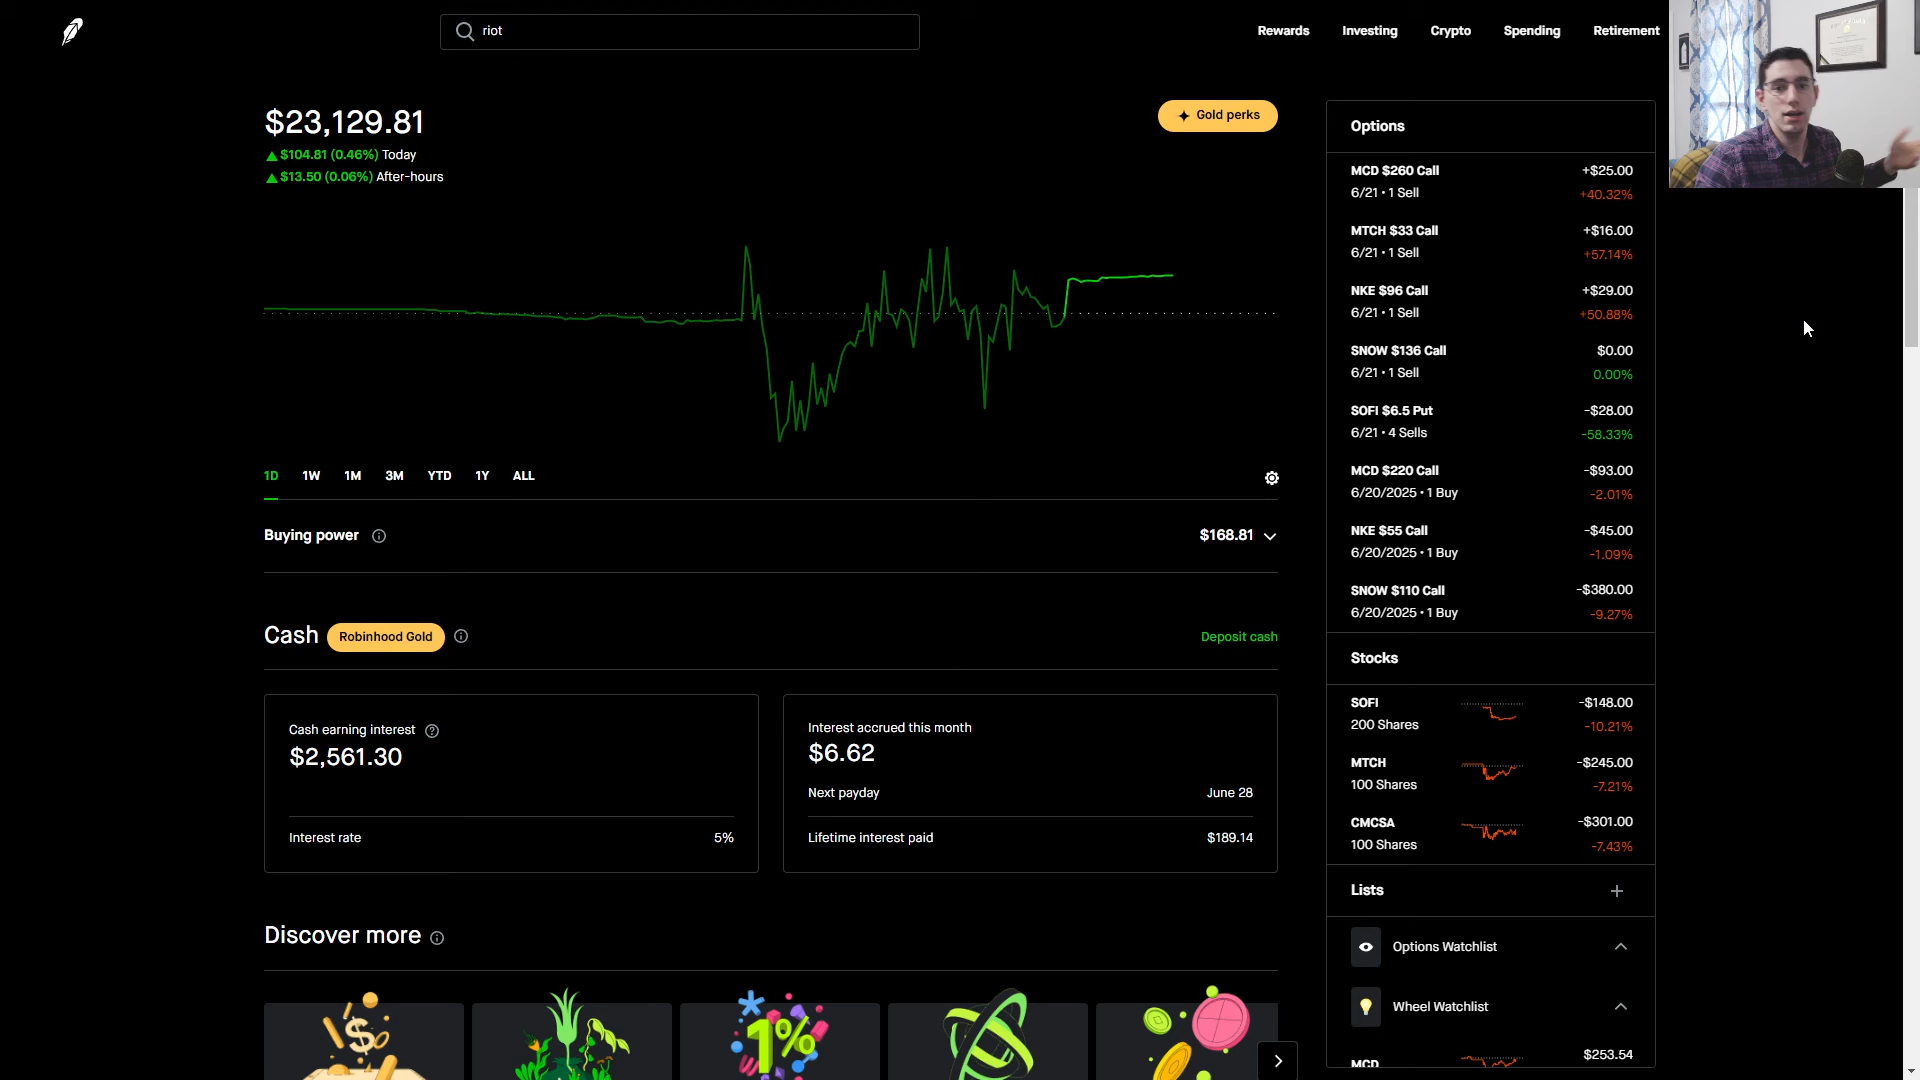 riot
Rewards
Investing
Crypto
Spending
Retirement
$23,129.81
$104.81 (0.46%) Today
$13.50 (0.06%) After-hours
Gold perks
1D
1W
1M
3M
YTD
1Y
ALL
Buying power
$168.81
Cash
Robinhood Gold
Deposit cash
Cash earning interest
$2,561.30
Interest rate
5%
Interest accrued this month
$6.62
Next payday
June 28
Lifetime interest paid
$189.14
Discover more
$
1%
Options
MCD $260 Call
+$25.00
6/21 • 1 Sell
+40.32%
MTCH $33 Call
+$16.00
6/21 • 1 Sell
+57.14%
NKE $96 Call
+$29.00
6/21 • 1 Sell
+50.88%
SNOW $136 Call
$0.00
6/21 • 1 Sell
0.00%
SOFI $6.5 Put
-$28.00
6/21 • 4 Sells
-58.33%
MCD $220 Call
-$93.00
6/20/2025 • 1 Buy
-2.01%
NKE $55 Call
-$45.00
6/20/2025 • 1 Buy
-1.09%
SNOW $110 Call
-$380.00
6/20/2025 • 1 Buy
-9.27%
Stocks
SOFI
-$148.00
200 Shares
-10.21%
MTCH
-$245.00
100 Shares
-7.21%
CMCSA
-$301.00
100 Shares
-7.43%
Lists
Options Watchlist
Wheel Watchlist
MCD
$253.54